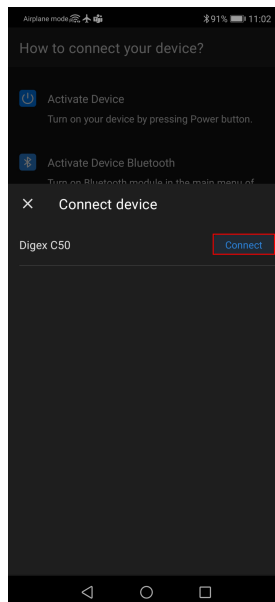 Airplane mode 91% 11:02
How to connect your device?
Activate Device
Turn on your device by pressing Power button.
Activate Device Bluetooth
Turn on Bluetooth module in the main menu of
Connect device
Digex C50
Connect